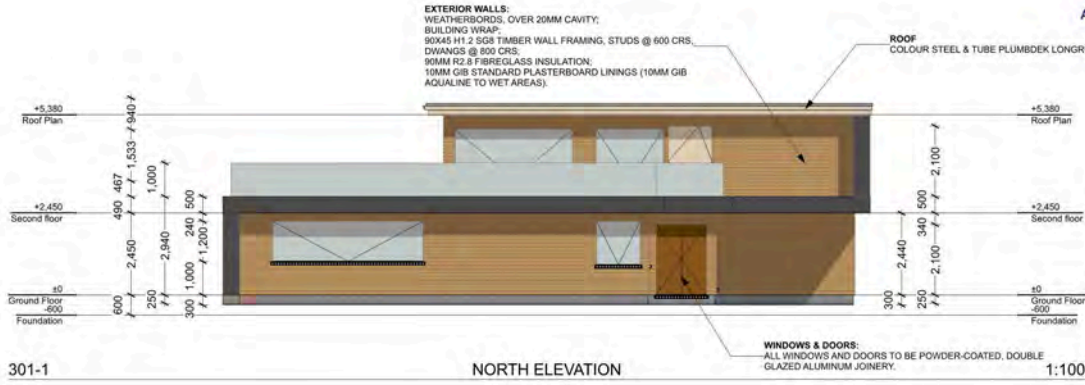 EXTERIOR WALLS:
WEATHERBORDS, OVER 20MM CAVITY;
BUILDING WRAP;
90X45 H1.2 SG8 TIMBER WALL FRAMING, STUDS @ 600 CRS,
DWANGS @ 800 CRS;
90MM R2.8 FIBREGLASS INSULATION;
10MM GIB STANDARD PLASTERBOARD LININGS (10MM GIB
AQUALINE TO WET AREAS).
A
ROOF
COLOUR STEEL & TUBE PLUMBDEK LONGR
+5,380
Roof Plan
+2,450
Second floor
±0
Ground Floor
-600
Foundation
940
1,533
467
490
2,450
600
1,000
2,940
250
500
240
1,200
1,000
300
2,440
300
2,100
500
340
2,100
250
+5,380
Roof Plan
+2,450
Second floor
±0
Ground Floor
-600
Foundation
WINDOWS & DOORS:
ALL WINDOWS AND DOORS TO BE POWDER-COATED, DOUBLE
GLAZED ALUMINUM JOINERY.
301-1
NORTH ELEVATION
1:100